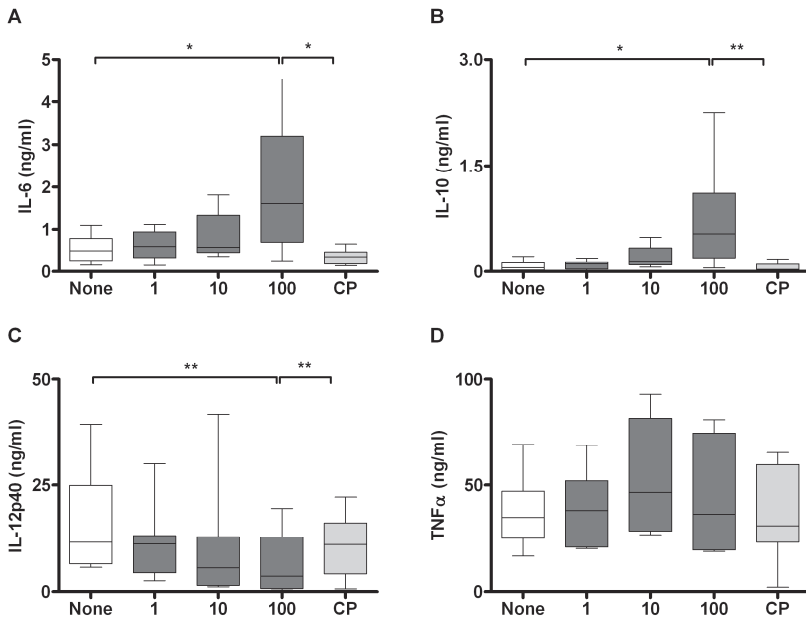 A
* *
5
4
3
2
1
0
IL-6 (ng/ml)
None 1 10 100 CP
B
* **
3.0
1.5
0
IL-10 (ng/ml)
None 1 10 100 CP
C
** **
50
25
0
IL-12p40 (ng/ml)
None 1 10 100 CP
D
100
50
0
TNFα (ng/ml)
None 1 10 100 CP